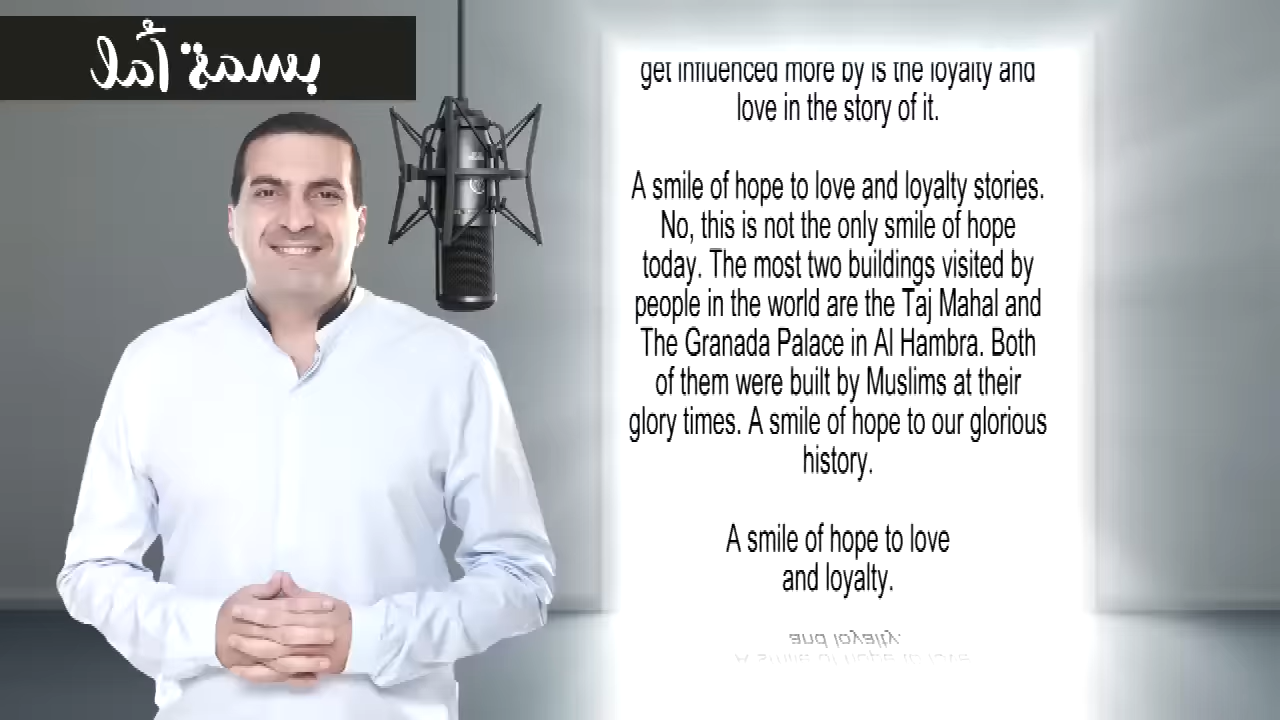 get influenced more by is the loyalty and
love in the story of it.
A smile of hope to love and loyalty stories.
No, this is not the only smile of hope
today. The most two buildings visited by
people in the world are the Taj Mahal and
The Granada Palace in Al Hambra. Both
of them were built by Muslims at their
glory times. A smile of hope to our glorious
history.
A smile of hope to love
and loyalty.